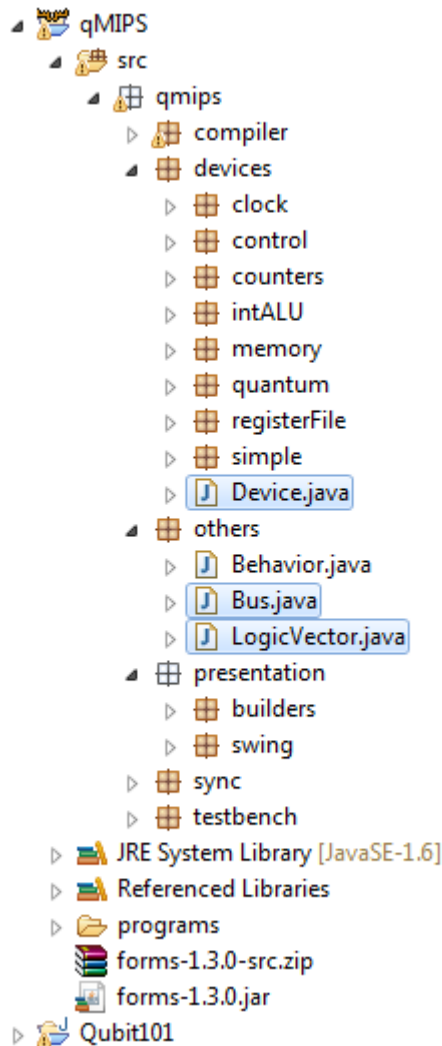 qMIPS
src
qmips
compiler
devices
clock
control
counters
intALU
memory
quantum
registerFile
simple
Device.java
others
Behavior.java
Bus.java
LogicVector.java
presentation
builders
swing
sync
testbench
JRE System Library [JavaSE-1.6]
Referenced Libraries
programs
forms-1.3.0-src.zip
forms-1.3.0.jar
Qubit101